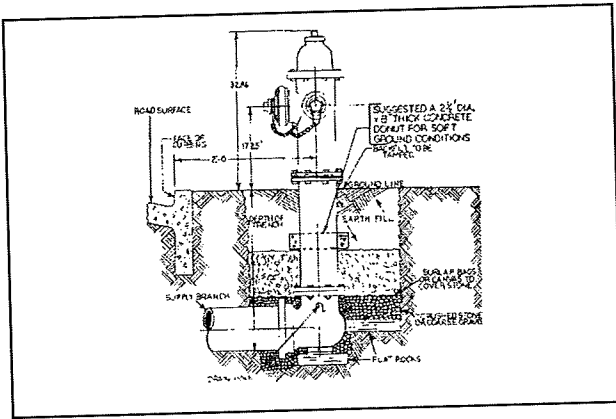 32.46
ROAD SURFACE
FACE OF
CURBING
2'-0
17.25"
SUGGESTED A 2½' DIA.
x 8" THICK CONCRETE
DONUT FOR SOFT
GROUND CONDITIONS
BACKFILL TO BE
TAMPED
GROUND LINE
DEPTH OF
TRENCH
EARTH FILL
SUPPLY BRANCH
BURLAP BAGS
OR CANVAS TO
COVER STONE
CRUSHED STONE
OR COARSE GRAVEL
FLAT ROCKS